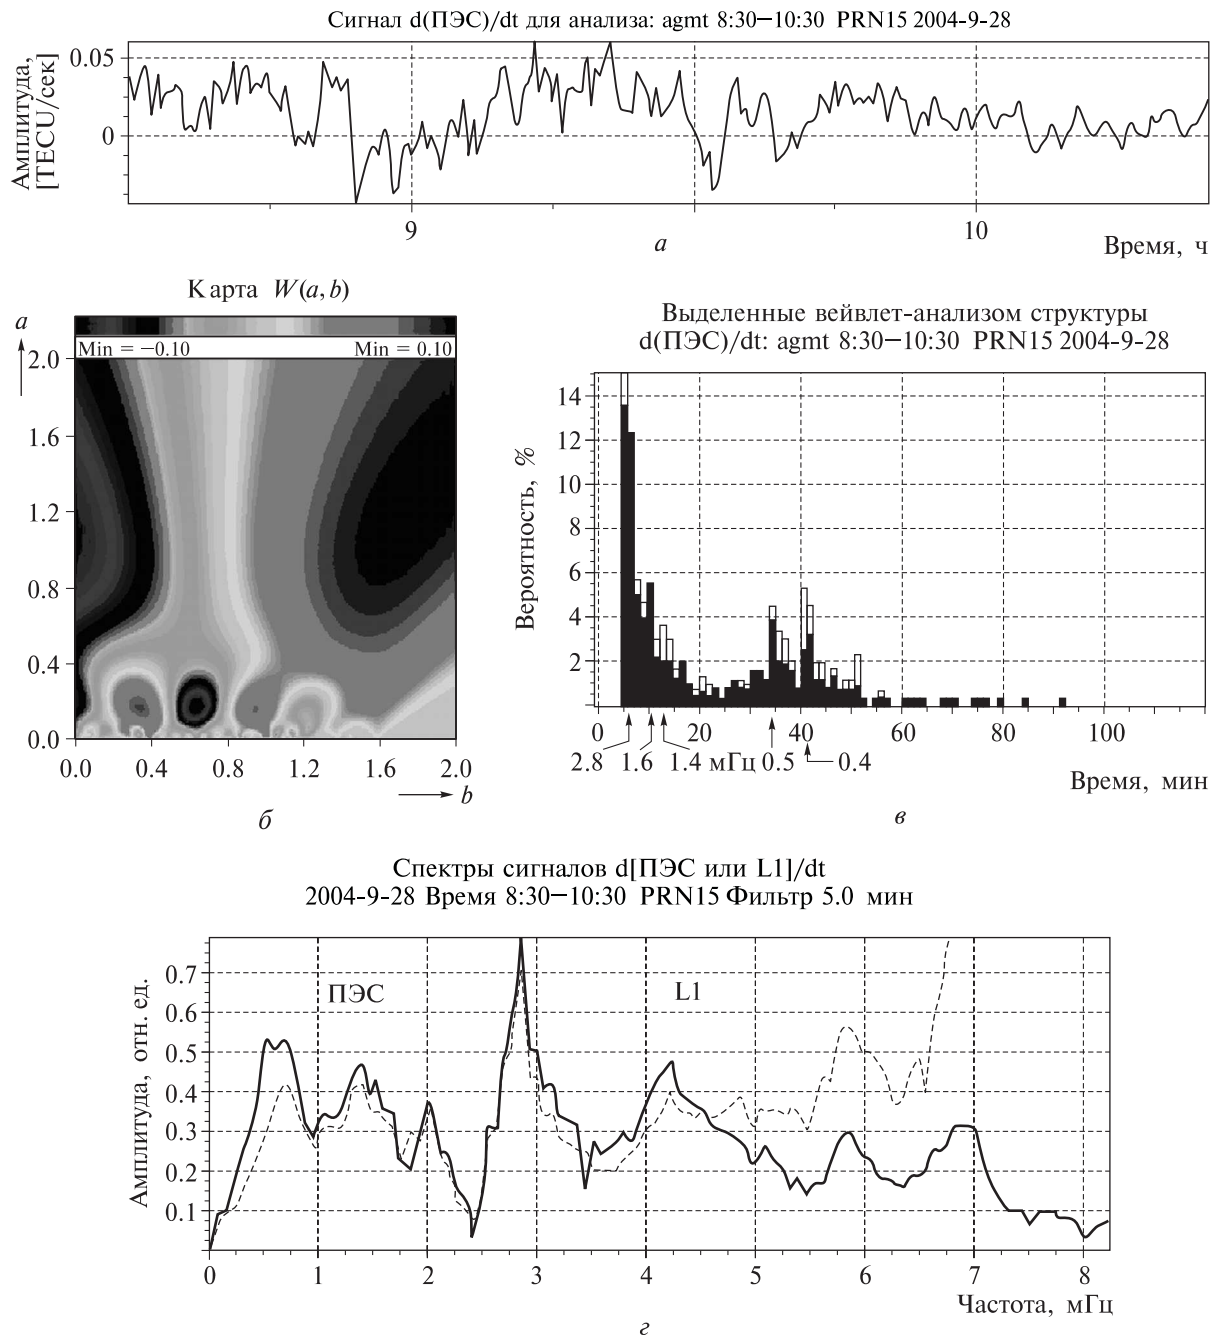 Сигнал d(ПЭС)/dt для анализа: agmt 8:30−10:30 PRN15 2004-9-28
Амплитуда,
[TECU/сек]
0.05
0
9
10
а
Время, ч
Карта W(a, b)
a
Min = −0.10
Min = 0.10
2.0
1.6
1.2
0.8
0.4
0.0
0.0
0.4
0.8
1.2
1.6
2.0
b
б
Выделенные вейвлет-анализом структуры
d(ПЭС)/dt: agmt 8:30−10:30 PRN15 2004-9-28
Вероятность, %
14
12
10
8
6
4
2
0
20
40
60
80
100
2.8
1.6
1.4 мГц
0.5
0.4
Время, мин
в
Спектры сигналов d[ПЭС или L1]/dt
2004-9-28 Время 8:30−10:30 PRN15 Фильтр 5.0 мин
Амплитуда, отн. ед.
0.7
0.6
0.5
0.4
0.3
0.2
0.1
ПЭС
L1
0
1
2
3
4
5
6
7
8
Частота, мГц
г